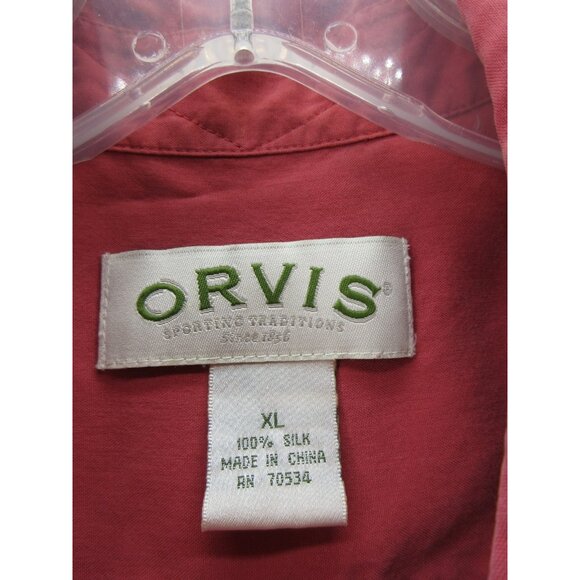 ORVIS®
SPORTING TRADITIONS
Since 1856
XL
100% SILK
MADE IN CHINA
RN 70534